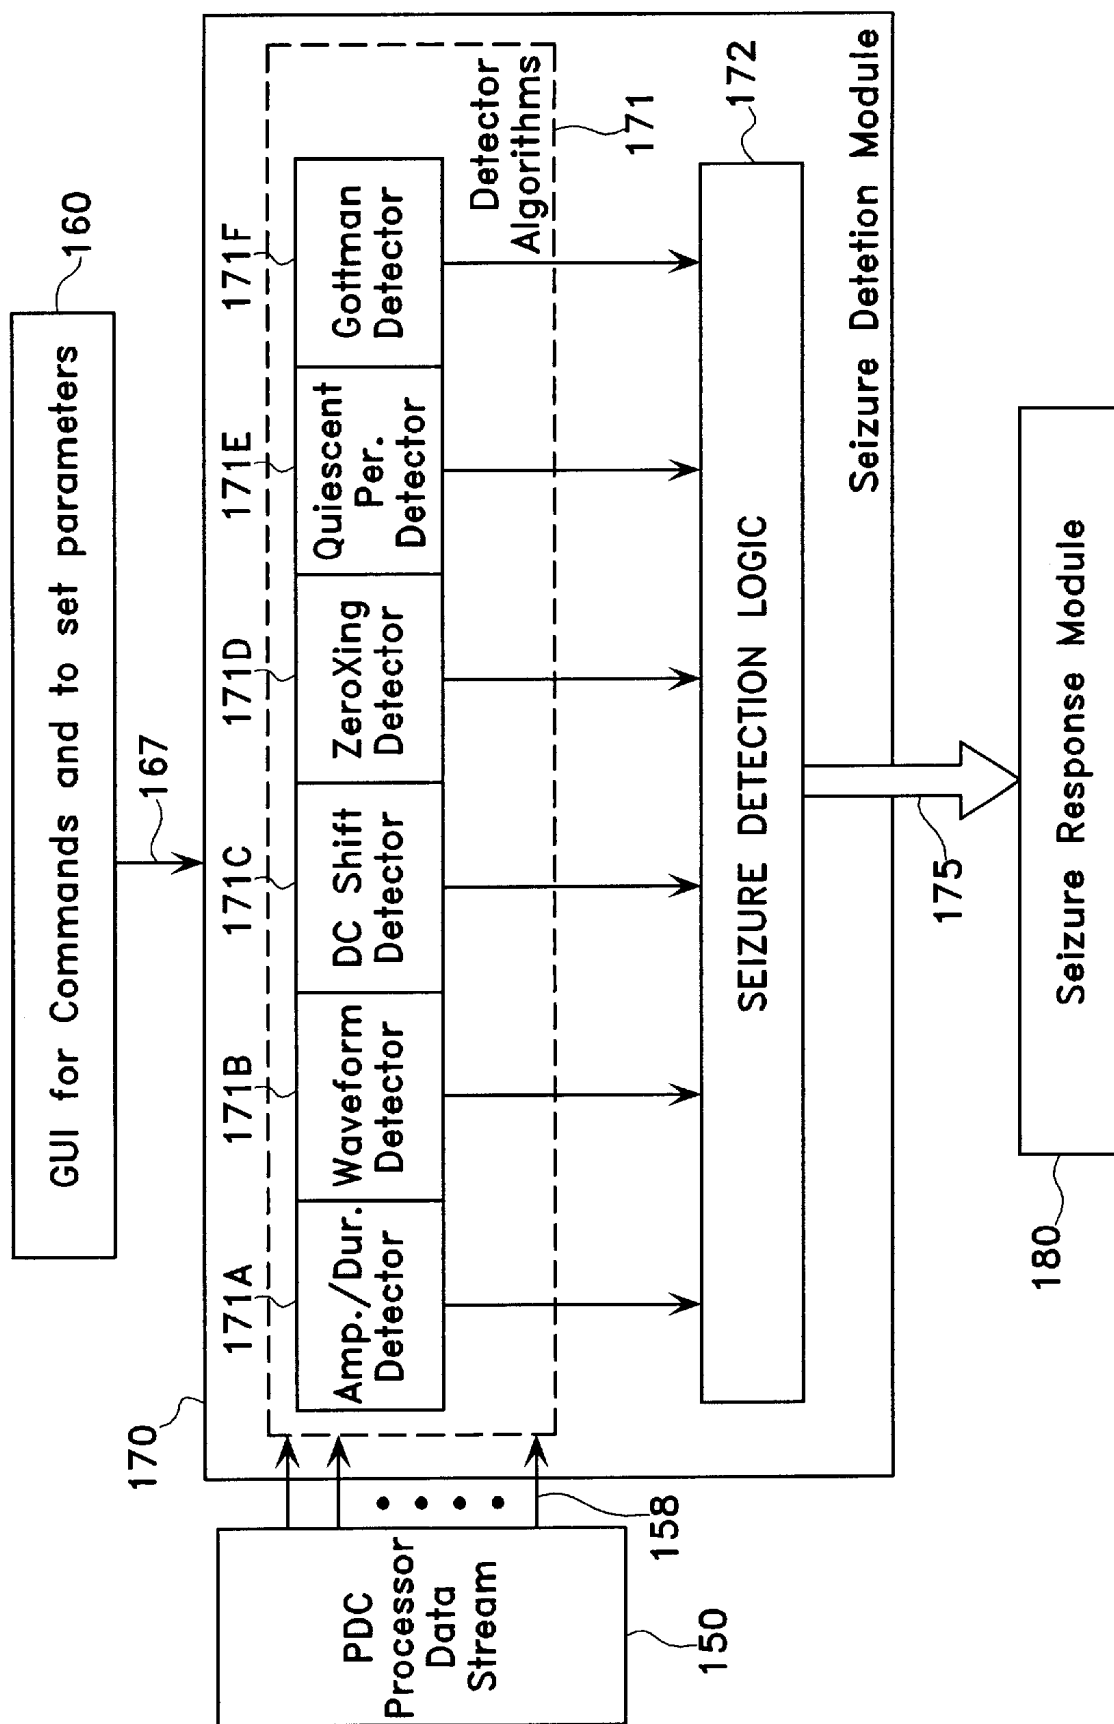 GUI for Commands and to set parameters
160
167
170
171A
171B
171C
171D
171E
171F
Amp./Dur.
Detector
Waveform
Detector
DC Shift
Detector
ZeroXing
Detector
Quiescent
Per.
Detector
Gottman
Detector
Detector
Algorithms
171
PDC
Processor
Data
Stream
150
158
SEIZURE DETECTION LOGIC
172
Seizure Detetion Module
175
Seizure Response Module
180